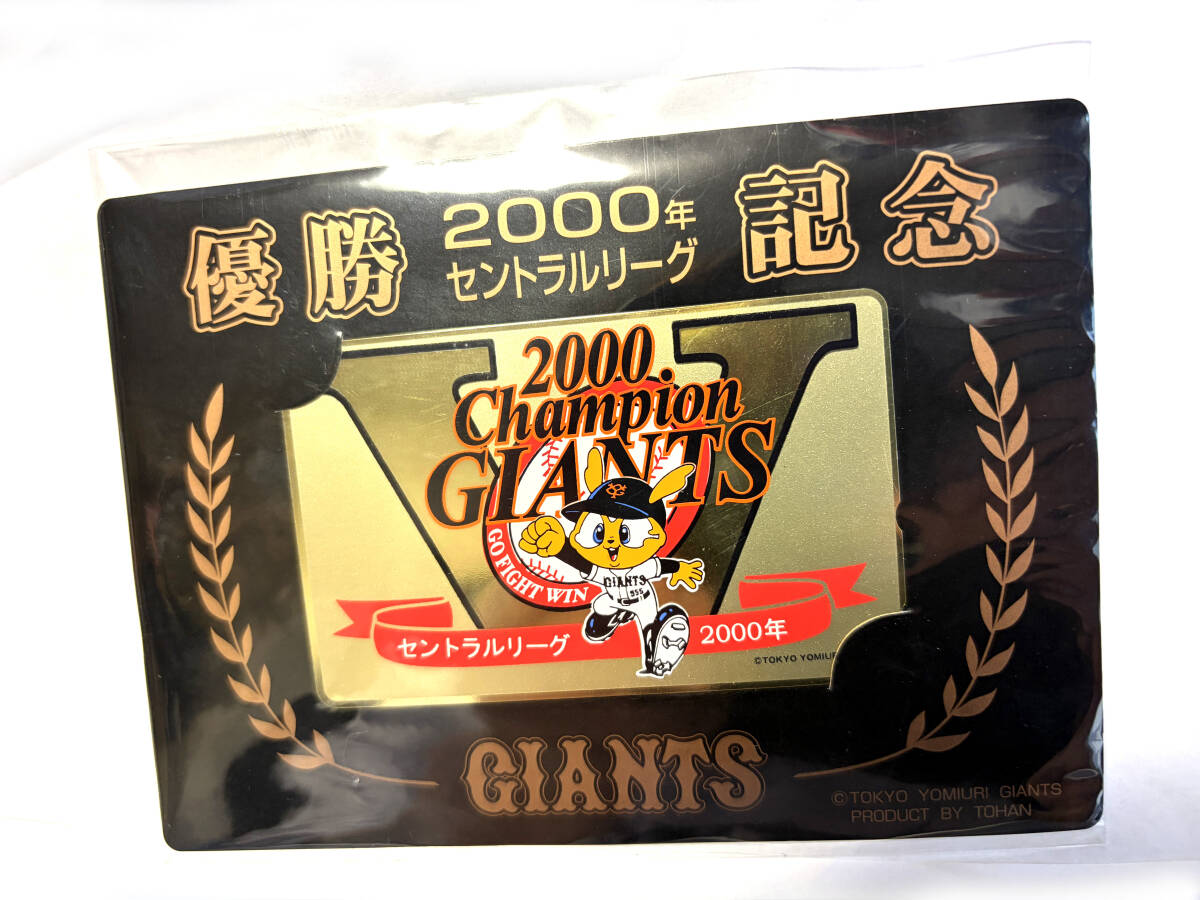 優勝 2000年 記念
セントラルリーグ
2000
Champion
GIANTS
YG
GO FIGHT WIN
GIANTS
555
セントラルリーグ 2000年
©TOKYO YOMIURI
GIANTS
©TOKYO YOMIURI GIANTS
PRODUCT BY TOHAN